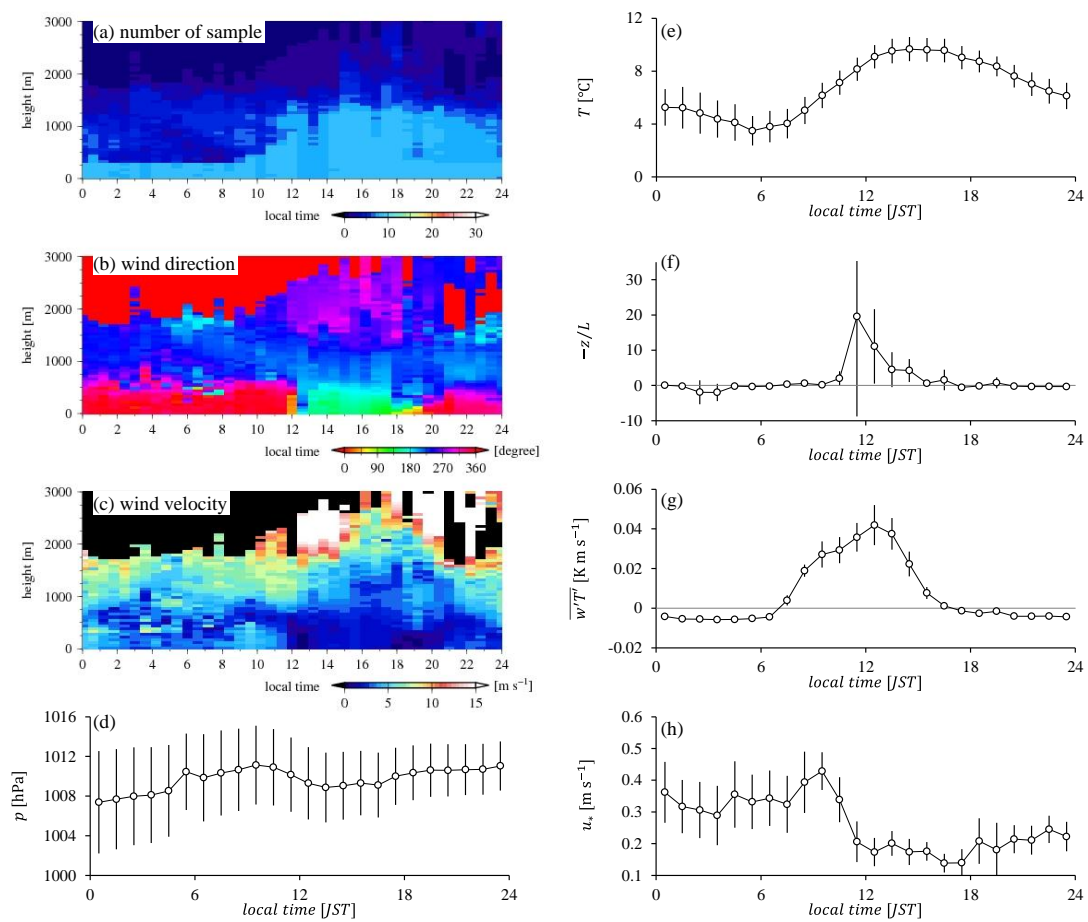 (a) number of sample
3000
2000
1000
0
height [m]
0 2 4 6 8 10 12 14 16 18 20 22 24
local time
0 10 20 30
(b) wind direction
3000
2000
1000
0
height [m]
0 2 4 6 8 10 12 14 16 18 20 22 24
local time
[degree]
0 90 180 270 360
(c) wind velocity
3000
2000
1000
0
height [m]
0 2 4 6 8 10 12 14 16 18 20 22 24
local time
[m s⁻¹]
0 5 10 15
(d)
1016
1012
1008
1004
1000
p [hPa]
0 6 12 18 24
local time [JST]
(e)
12
8
4
0
T [℃]
0 6 12 18 24
local time [JST]
(f)
30
20
10
0
-10
−z/L
0 6 12 18 24
local time [JST]
(g)
0.06
0.04
0.02
0
-0.02
w'T' [K m s⁻¹]
0 6 12 18 24
local time [JST]
(h)
0.6
0.5
0.4
0.3
0.2
0.1
u* [m s⁻¹]
0 6 12 18 24
local time [JST]